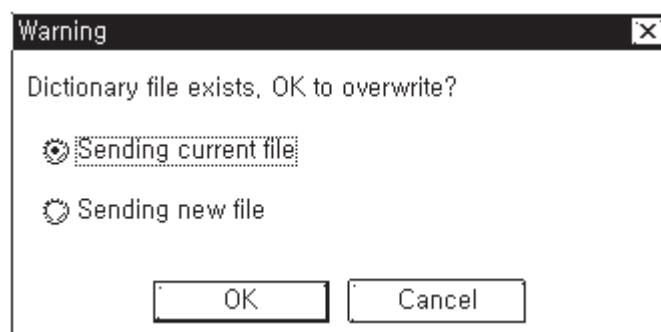 Warning
Dictionary file exists, OK to overwrite?
Sending current file
Sending new file
OK Cancel